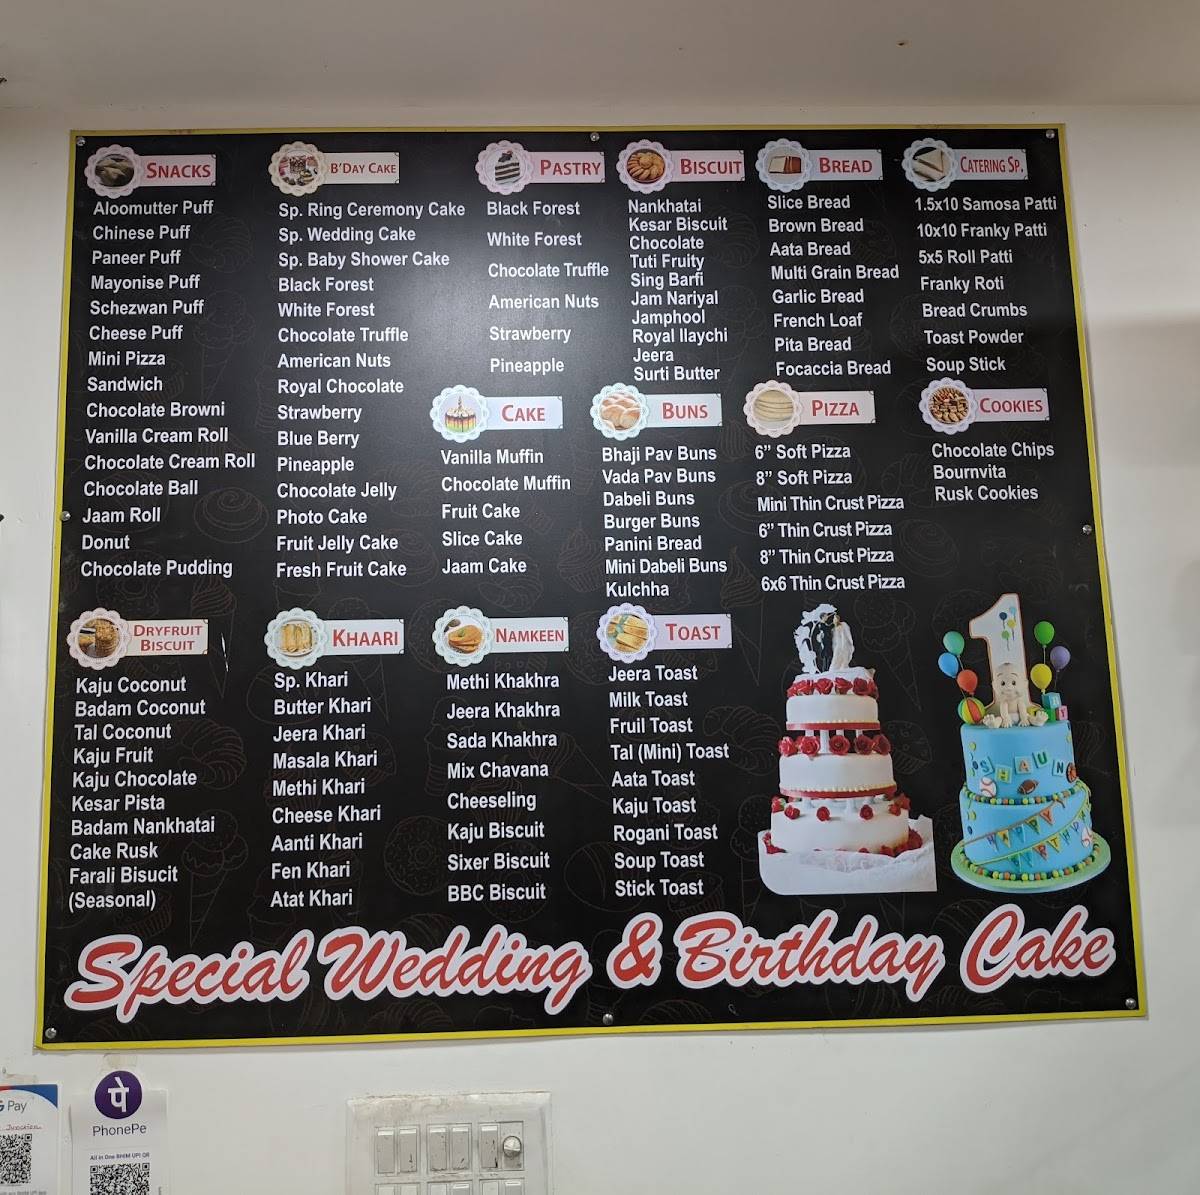 SNACKS
Aloomutter Puff
Chinese Puff
Paneer Puff
Mayonise Puff
Schezwan Puff
Cheese Puff
Mini Pizza
Sandwich
Chocolate Browni
Vanilla Cream Roll
Chocolate Cream Roll
Chocolate Ball
Jaam Roll
Donut
Chocolate Pudding
B'DAY CAKE
Sp. Ring Ceremony Cake
Sp. Wedding Cake
Sp. Baby Shower Cake
Black Forest
White Forest
Chocolate Truffle
American Nuts
Royal Chocolate
Strawberry
Blue Berry
Pineapple
Chocolate Jelly
Photo Cake
Fruit Jelly Cake
Fresh Fruit Cake
PASTRY
Black Forest
White Forest
Chocolate Truffle
American Nuts
Strawberry
Pineapple
BISCUIT
Nankhatai
Kesar Biscuit
Chocolate
Tuti Fruity
Sing Barfi
Jam Nariyal
Jamphool
Royal Ilaychi
Jeera
Surti Butter
BREAD
Slice Bread
Brown Bread
Aata Bread
Multi Grain Bread
Garlic Bread
French Loaf
Pita Bread
Focaccia Bread
CATERING SP.
1.5x10 Samosa Patti
10x10 Franky Patti
5x5 Roll Patti
Franky Roti
Bread Crumbs
Toast Powder
Soup Stick
CAKE
Vanilla Muffin
Chocolate Muffin
Fruit Cake
Slice Cake
Jaam Cake
BUNS
Bhaji Pav Buns
Vada Pav Buns
Dabeli Buns
Burger Buns
Panini Bread
Mini Dabeli Buns
Kulchha
PIZZA
6” Soft Pizza
8” Soft Pizza
Mini Thin Crust Pizza
6” Thin Crust Pizza
8” Thin Crust Pizza
6x6 Thin Crust Pizza
COOKIES
Chocolate Chips
Bournvita
Rusk Cookies
DRYFRUIT
BISCUIT
Kaju Coconut
Badam Coconut
Tal Coconut
Kaju Fruit
Kaju Chocolate
Kesar Pista
Badam Nankhatai
Cake Rusk
Farali Bisucit
(Seasonal)
KHAARI
Sp. Khari
Butter Khari
Jeera Khari
Masala Khari
Methi Khari
Cheese Khari
Aanti Khari
Fen Khari
Atat Khari
NAMKEEN
Methi Khakhra
Jeera Khakhra
Sada Khakhra
Mix Chavana
Cheeseling
Kaju Biscuit
Sixer Biscuit
BBC Biscuit
TOAST
Jeera Toast
Milk Toast
Fruil Toast
Tal (Mini) Toast
Aata Toast
Kaju Toast
Rogani Toast
Soup Toast
Stick Toast
1
SHAUN
HAPPY
BIRTHDAY
Special Wedding & Birthday Cake
G Pay
Junction
पे
PhonePe
All in One BHIM UPI QR